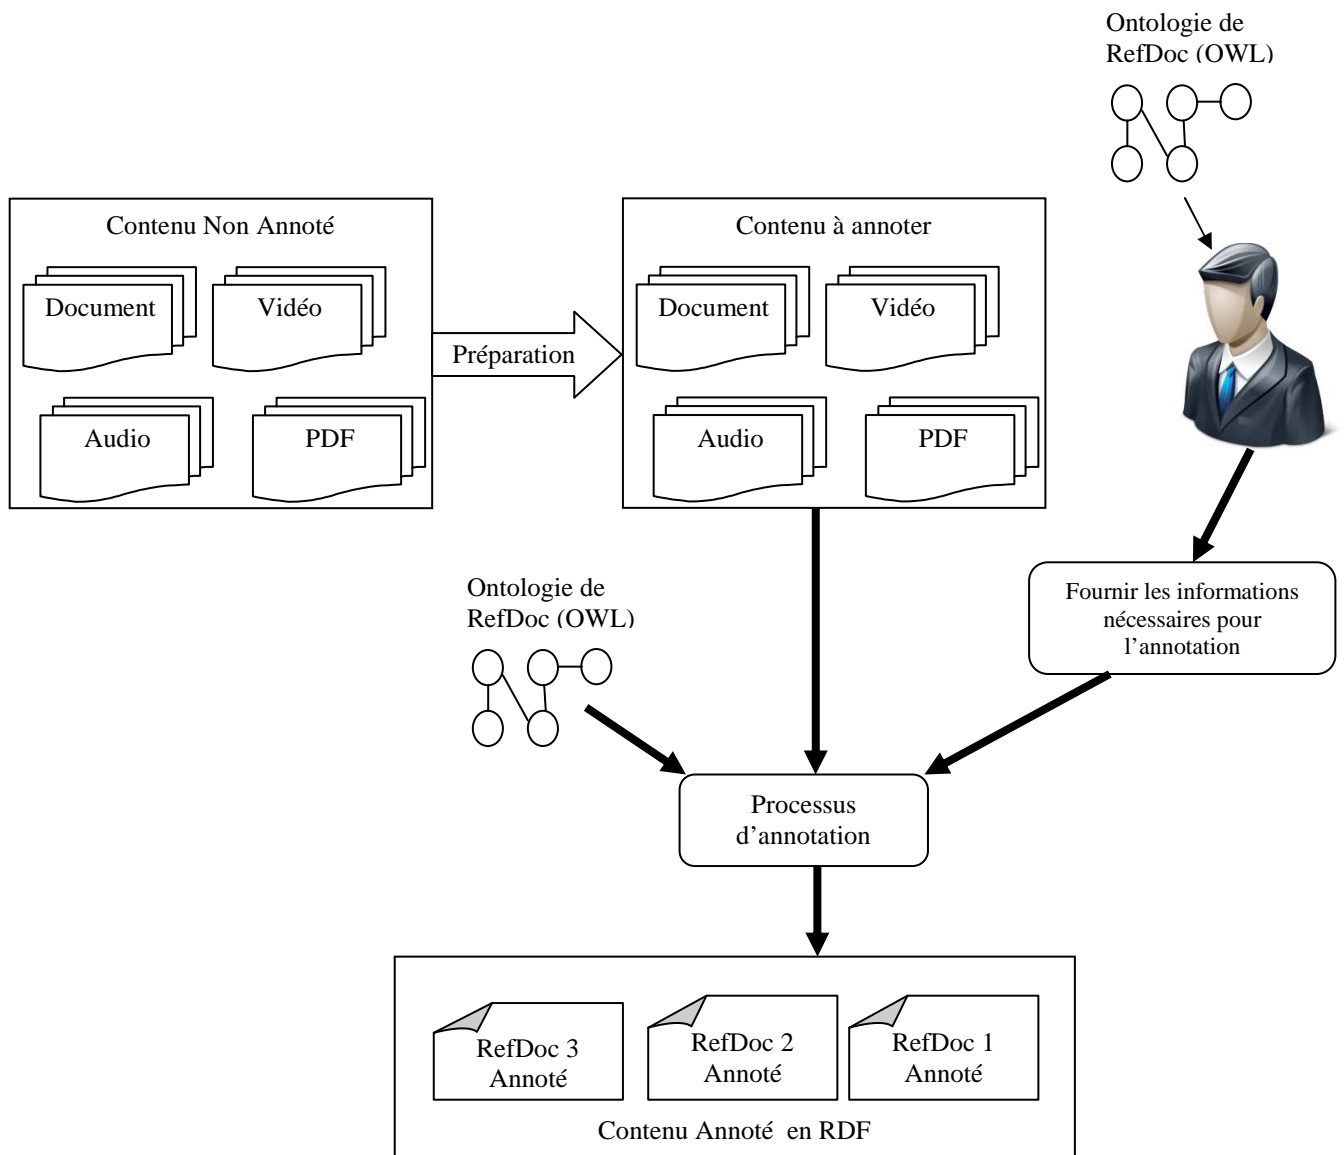 Ontologie de
RefDoc (OWL)
Contenu Non Annoté
Document
Vidéo
Audio
PDF
Préparation
Contenu à annoter
Document
Vidéo
Audio
PDF
Ontologie de
RefDoc (OWL)
Fournir les informations
nécessaires pour
l’annotation
Processus
d’annotation
RefDoc 3
Annoté
RefDoc 2
Annoté
RefDoc 1
Annoté
Contenu Annoté en RDF